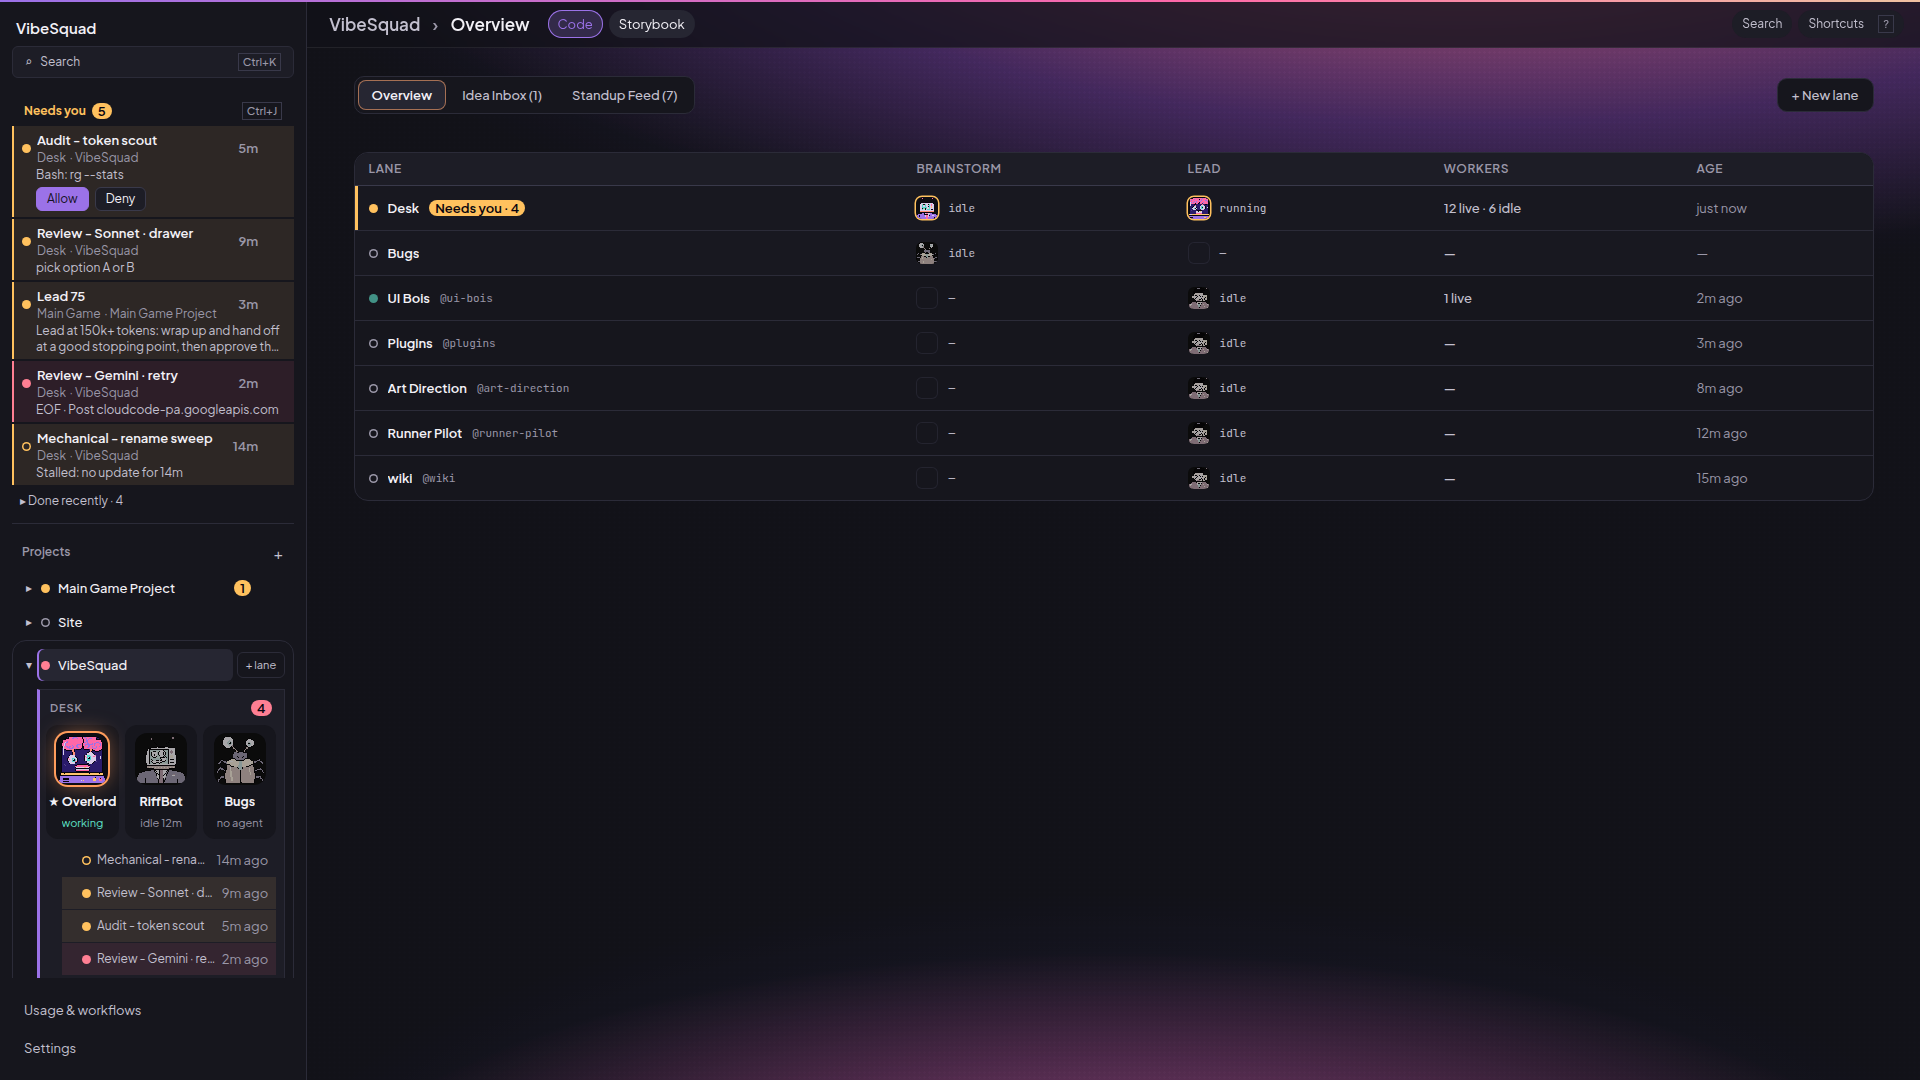 VibeSquad
Search Ctrl+K
Needs you 5 Ctrl+J
Audit - token scout 5m
Desk · VibeSquad
Bash: rg --stats
Allow Deny
Review - Sonnet · drawer 9m
Desk · VibeSquad
pick option A or B
Lead 75 3m
Main Game · Main Game Project
Lead at 150k+ tokens: wrap up and hand off
at a good stopping point, then approve th...
Review - Gemini · retry 2m
Desk · VibeSquad
EOF · Post cloudcode-pa.googleapis.com
Mechanical - rename sweep 14m
Desk · VibeSquad
Stalled: no update for 14m
▸ Done recently · 4
Projects +
▸ Main Game Project 1
▸ Site
▾ VibeSquad + lane
DESK 4
★ Overlord RiffBot Bugs
working idle 12m no agent
Mechanical - rena... 14m ago
Review - Sonnet · d... 9m ago
Audit - token scout 5m ago
Review - Gemini · re... 2m ago
Usage & workflows
Settings
VibeSquad › Overview Code Storybook Search Shortcuts ?
Overview Idea Inbox (1) Standup Feed (7) + New lane
LANE BRAINSTORM LEAD WORKERS AGE
Desk Needs you · 4 idle running 12 live · 6 idle just now
Bugs idle – — —
UI Bois @ui-bois – idle 1 live 2m ago
Plugins @plugins – idle — 3m ago
Art Direction @art-direction – idle — 8m ago
Runner Pilot @runner-pilot – idle — 12m ago
wiki @wiki – idle — 15m ago